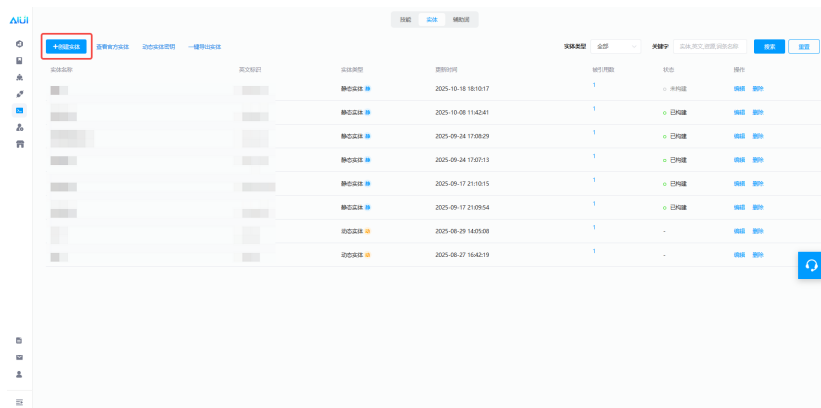 AIUI
技能 实体 辅助词
+创建实体 查看官方实体 动态实体密钥 一键导出实体 实体类型 全部 关键字 搜索 重置
实体名称 英文标识 实体类型 更新时间 被引用数 状态 操作
静态实体 2025-10-18 18:10:17 1 未构建 编辑 删除
静态实体 2025-10-08 11:42:41 1 已构建 编辑 删除
静态实体 2025-09-24 17:08:29 1 已构建 编辑 删除
静态实体 2025-09-24 17:07:13 1 已构建 编辑 删除
静态实体 2025-09-17 21:10:15 1 已构建 编辑 删除
静态实体 2025-09-17 21:09:54 1 已构建 编辑 删除
动态实体 2025-08-29 14:05:08 1 - 编辑 删除
动态实体 2025-08-27 16:42:19 1 - 编辑 删除